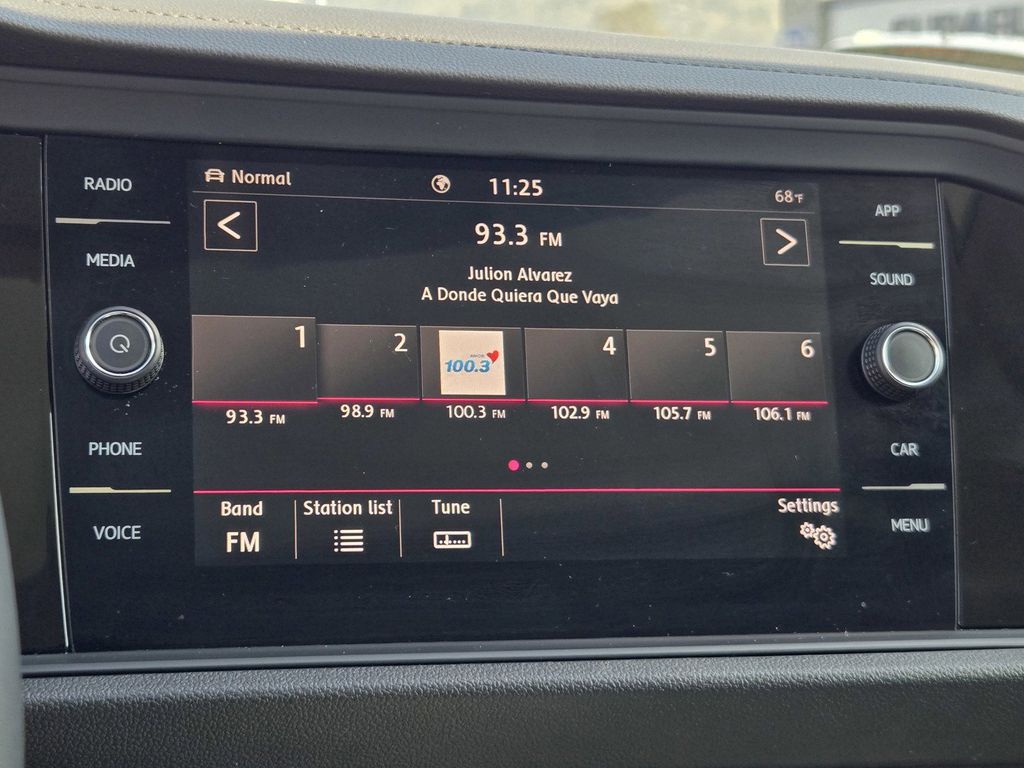 RADIO
MEDIA
PHONE
VOICE
Normal
11:25
68°F
93.3 FM
Julion Alvarez
A Donde Quiera Que Vaya
1
2
100.3
4
5
6
93.3 FM
98.9 FM
100.3 FM
102.9 FM
105.7 FM
106.1 FM
Band
FM
Station list
Tune
Settings
APP
SOUND
CAR
MENU